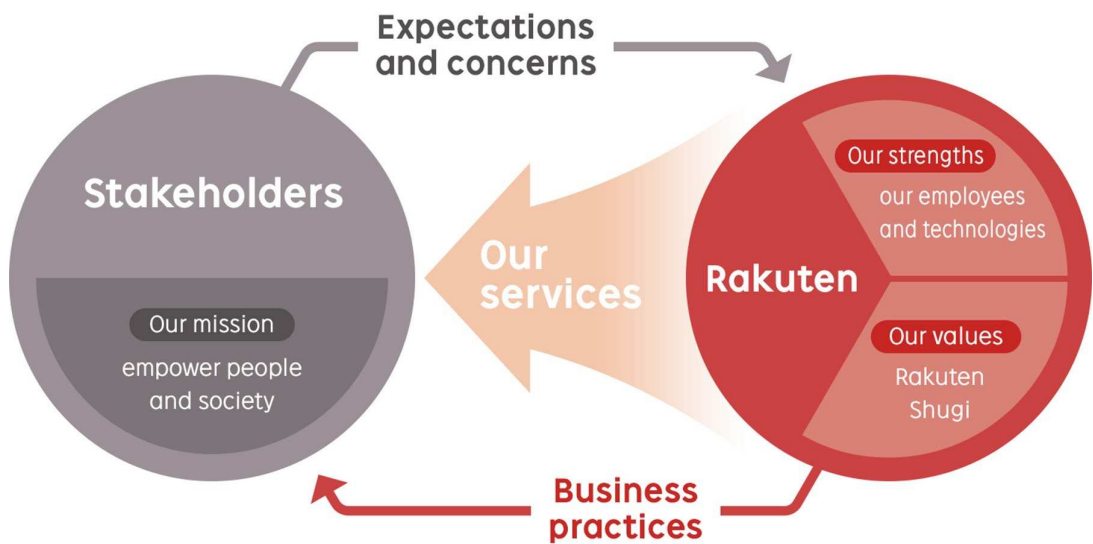 Expectations
and concerns
Stakeholders
Our mission
empower people
and society
Our
services
Rakuten
Our strengths
our employees
and technologies
Our values
Rakuten
Shugi
Business
practices